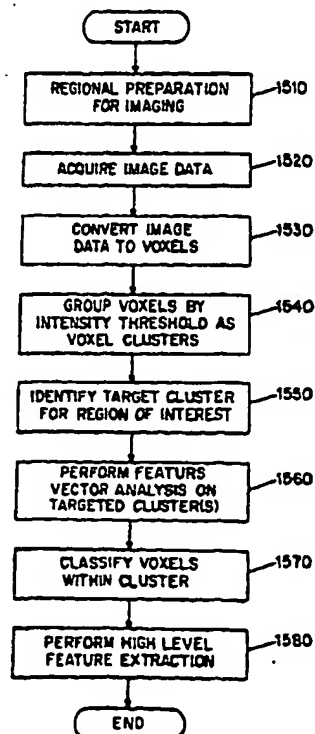 START
REGIONAL PREPARATION
FOR IMAGING
1510
ACQUIRE IMAGE DATA
1520
CONVERT IMAGE
DATA TO VOXELS
1530
GROUP VOXELS BY
INTENSITY THRESHOLD AS
VOXEL CLUSTERS
1540
IDENTIFY TARGET CLUSTER
FOR REGION OF INTEREST
1550
PERFORM FEATURS
VECTOR ANALYSIS ON
TARGETED CLUSTER(S)
1560
CLASSIFY VOXELS
WITHIN CLUSTER
1570
PERFORM HIGH LEVEL
FEATURE EXTRACTION
1580
END